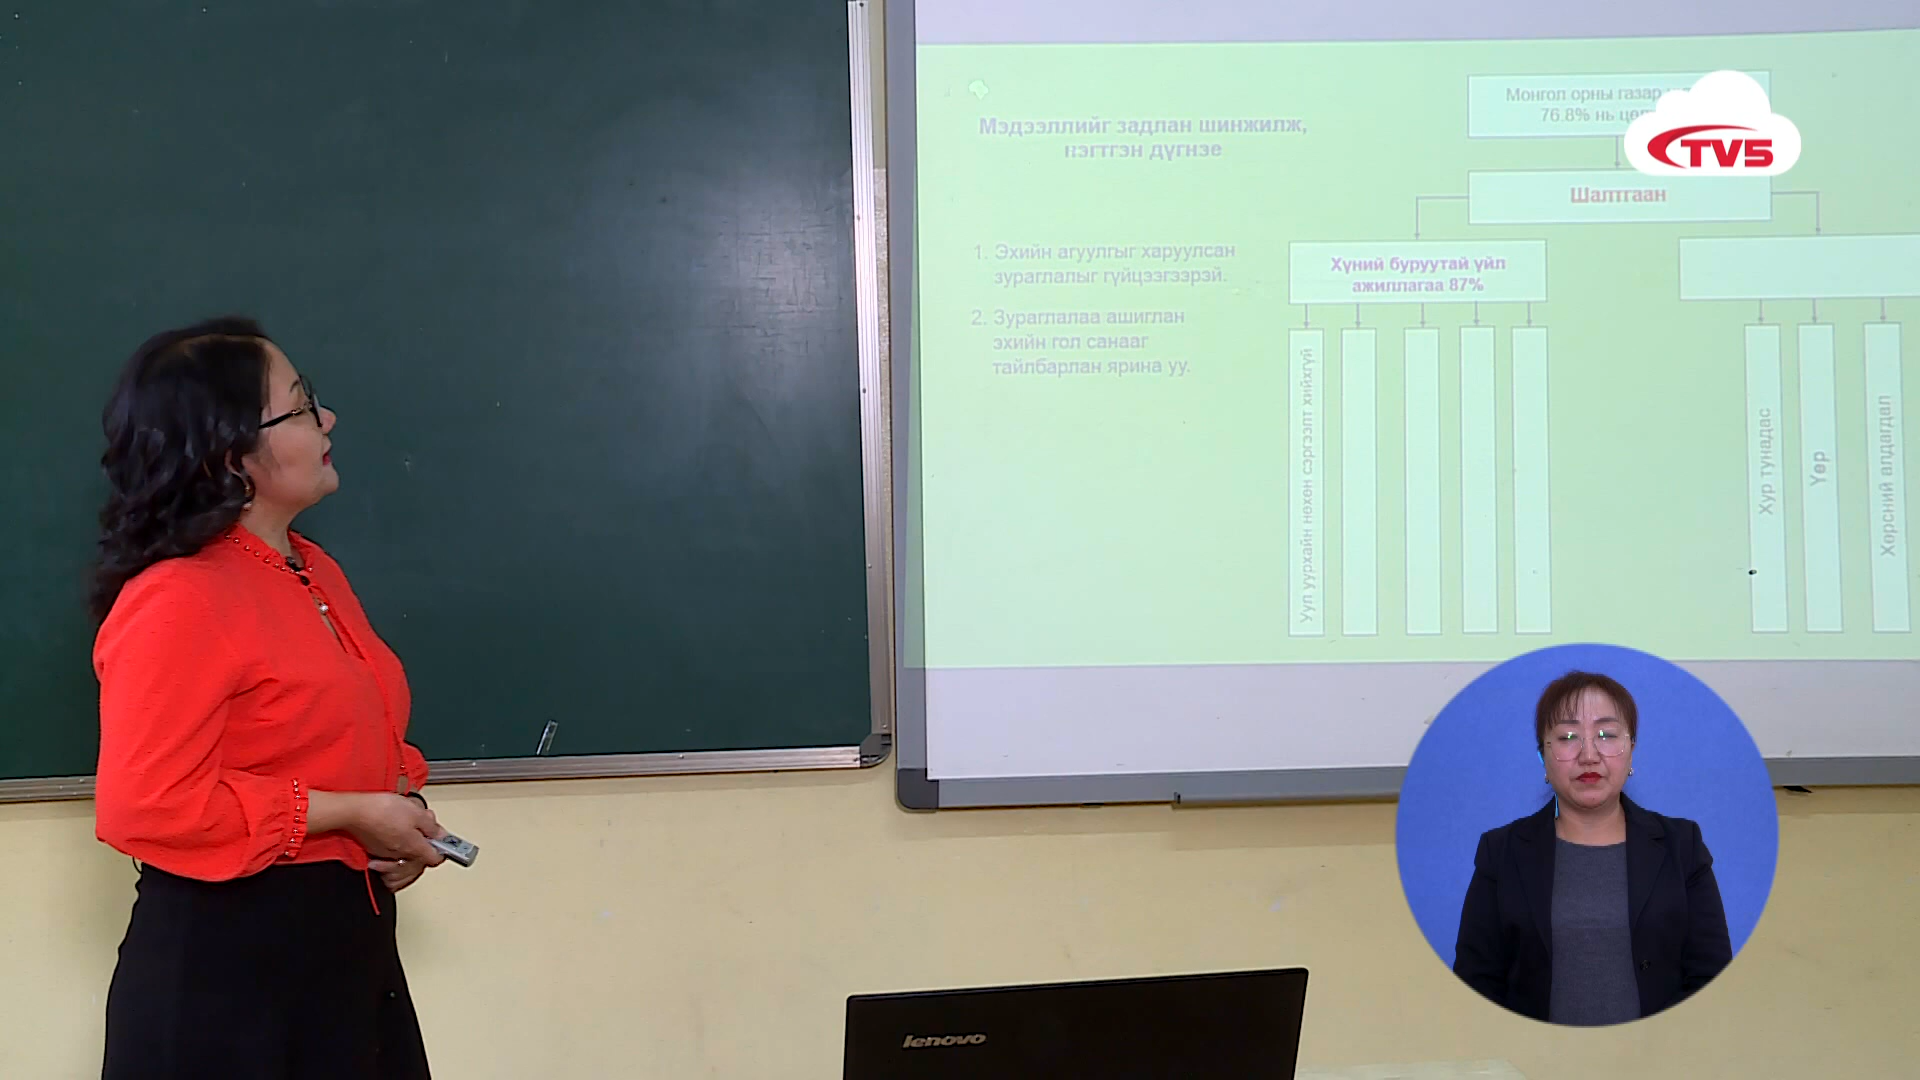 Мэдээллийг задлан шинжилж,
нэгтгэн дүгнэе
1. Эхийн агуулгыг харуулсан
зураглалыг гүйцээгээрэй.
2. Зураглалаа ашиглан
эхийн гол санааг
тайлбарлан ярина уу.
Монгол орны газар
76.8% нь
TV5
Шалтгаан
Хүний буруутай үйл
ажиллагаа 87%
Уул уурхайн нөхөн сэргээлт хийхгүй
Хур тунадас
Үер
Хөрсний алдагдал
lenovo